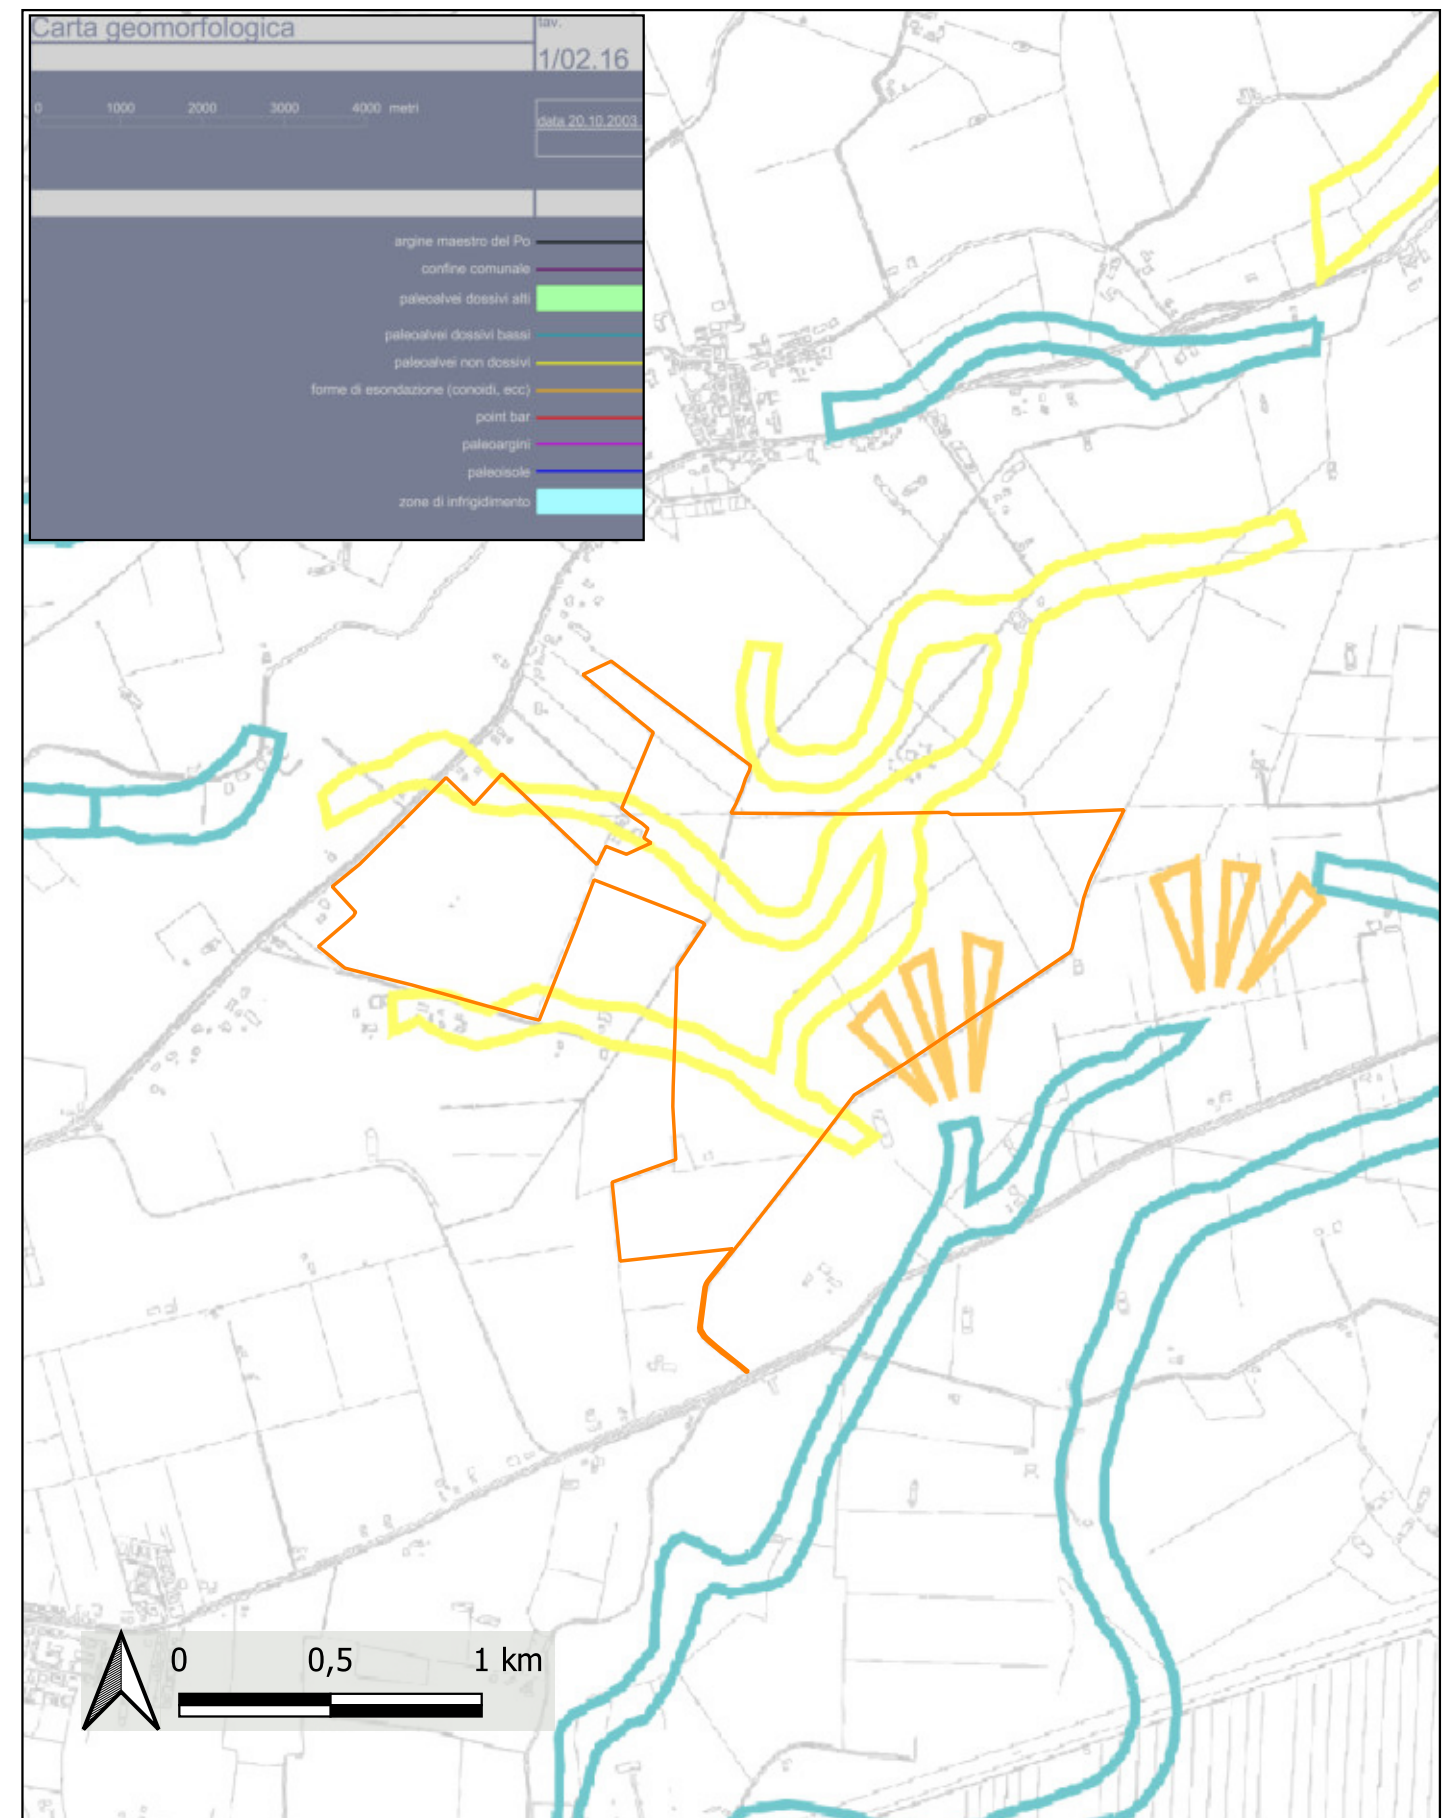 Carta geomorfologica
tav.
1/02.16
0 1000 2000 3000 4000 metri
data 20.10.2003
argine maestro del Po
confine comunale
paleoalvei dossivi alti
paleoalvei dossivi bassi
paleoalvei non dossivi
forme di esondazione (conoidi, ecc)
point bar
paleoargini
paleoisole
zone di infrigidimento
0 0,5 1 km